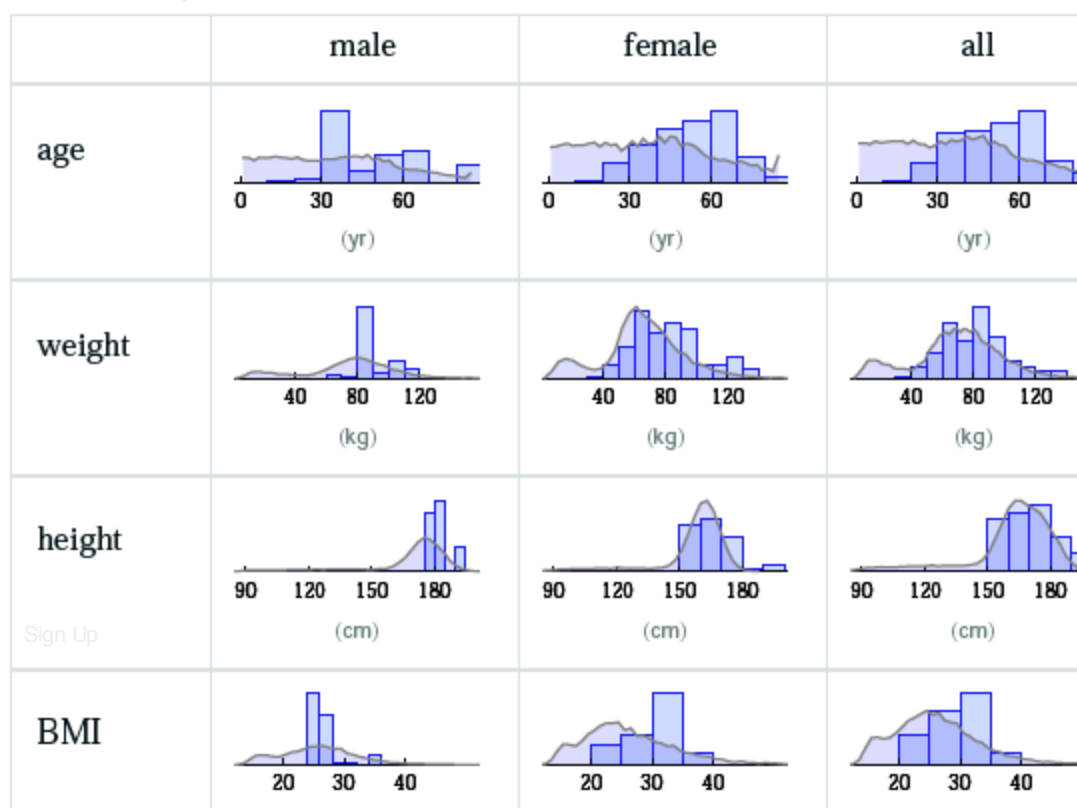 male female all
age
0 30 60 0 30 60 0 30 60
(yr) (yr) (yr)
weight
40 80 120 40 80 120 40 80 120
(kg) (kg) (kg)
height
90 120 150 180 90 120 150 180 90 120 150 180
Sign Up (cm) (cm) (cm)
BMI
20 30 40 20 30 40 20 30 40